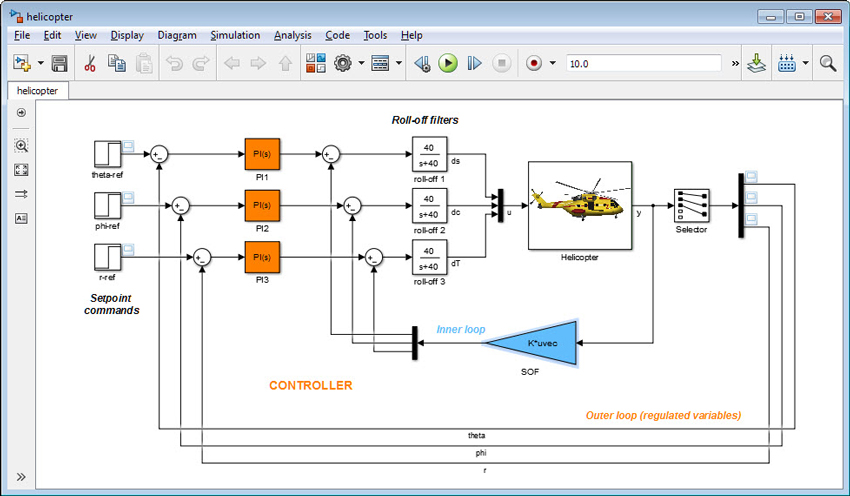 helicopter
File Edit View Display Diagram Simulation Analysis Code Tools Help
10.0
»
helicopter
Roll-off filters
theta-ref
+
−
PI(s)
PI1
+
−
40
s+40
roll-off 1
ds
phi-ref
+
−
PI(s)
PI2
+
−
40
s+40
roll-off 2
dc
u
Helicopter
y
Selector
r-ref
+
−
PI(s)
PI3
+
−
40
s+40
roll-off 3
dT
Setpoint
commands
Inner loop
K*uvec
SOF
CONTROLLER
Outer loop (regulated variables)
theta
phi
r
»